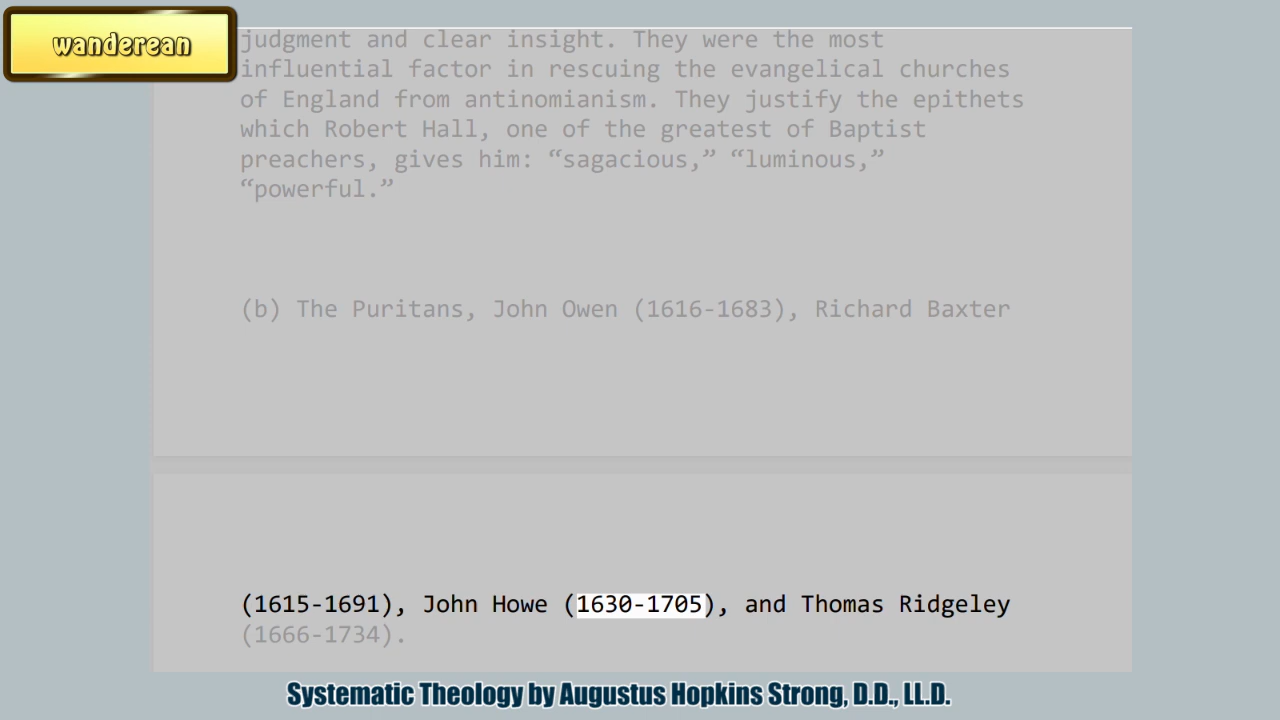 wanderean
judgment and clear insight. They were the most
influential factor in rescuing the evangelical churches
of England from antinomianism. They justify the epithets
which Robert Hall, one of the greatest of Baptist
preachers, gives him: “sagacious,” “luminous,”
“powerful.”
(b) The Puritans, John Owen (1616-1683), Richard Baxter
(1615-1691), John Howe (1630-1705), and Thomas Ridgeley
(1666-1734).
Systematic Theology by Augustus Hopkins Strong, D.D., LL.D.